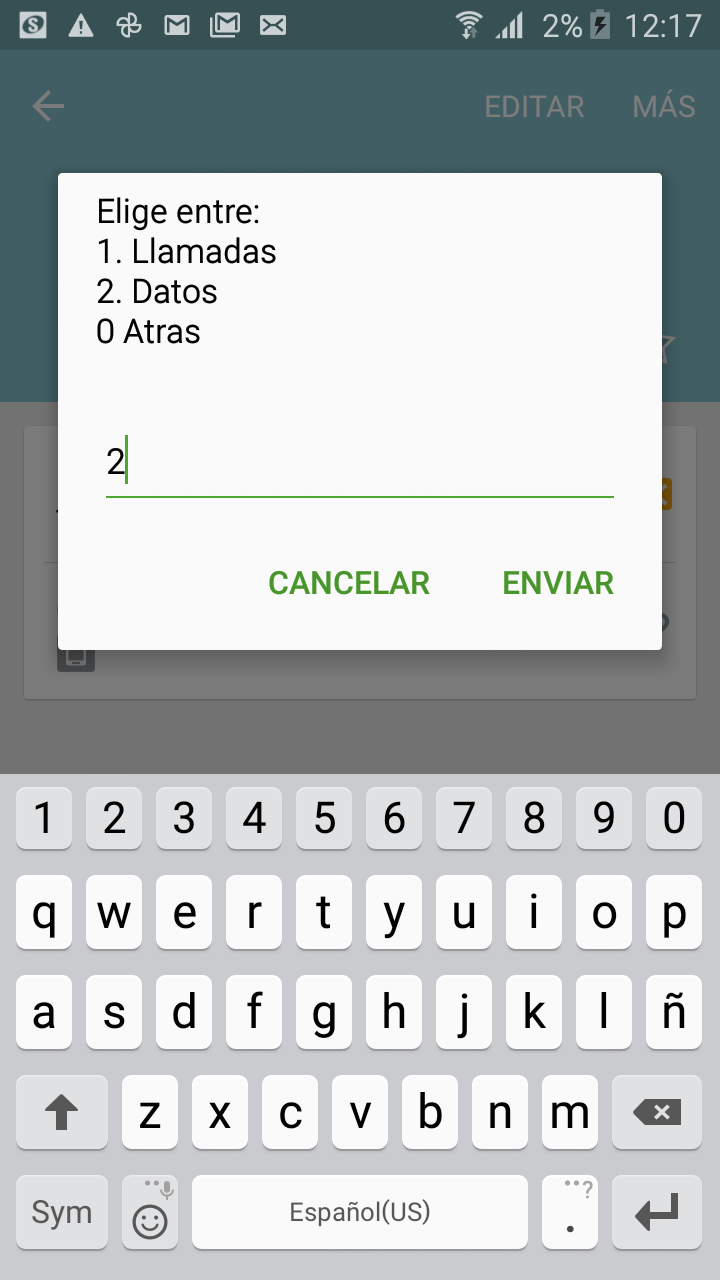 2% 12:17
EDITAR MÁS
Elige entre:
1. Llamadas
2. Datos
0 Atras
2
CANCELAR ENVIAR
1 2 3 4 5 6 7 8 9 0
q w e r t y u i o p
a s d f g h j k l ñ
z x c v b n m
Sym Español(US) . ?